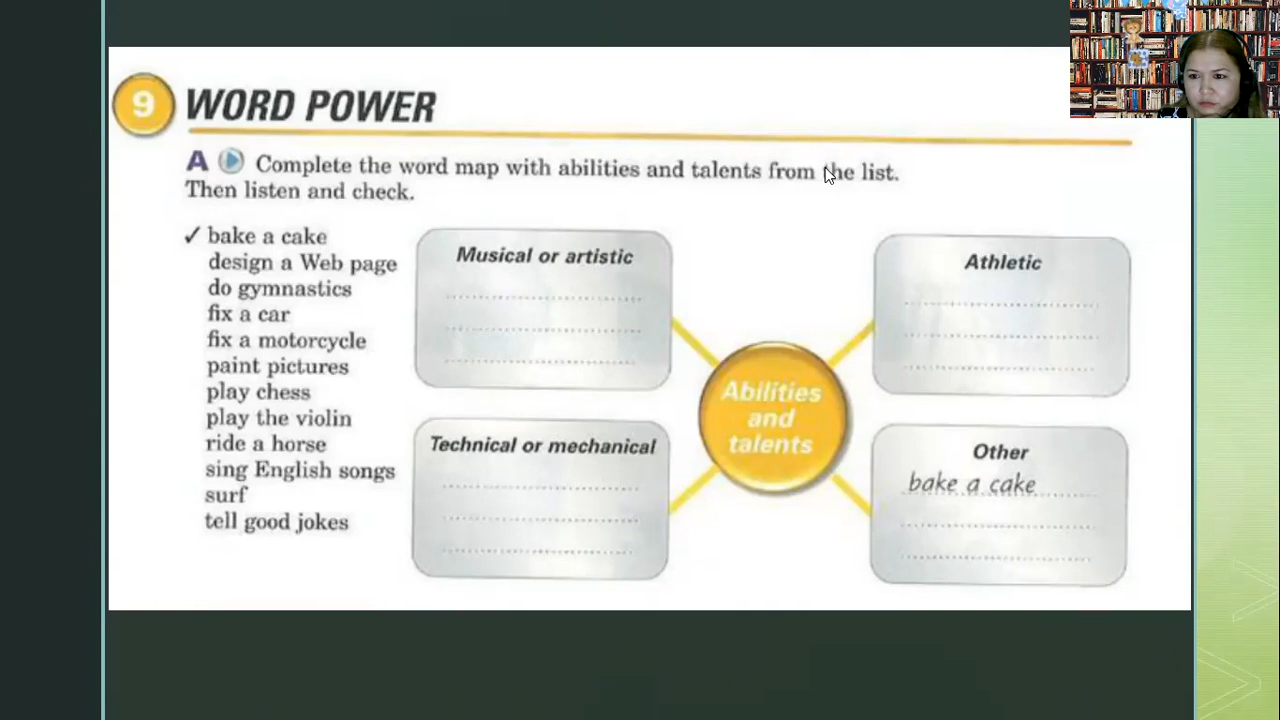 9 WORD POWER
A Complete the word map with abilities and talents from the list.
Then listen and check.
✓ bake a cake
design a Web page
do gymnastics
fix a car
fix a motorcycle
paint pictures
play chess
play the violin
ride a horse
sing English songs
surf
tell good jokes
Musical or artistic
Athletic
Abilities
and
talents
Technical or mechanical
Other
bake a cake